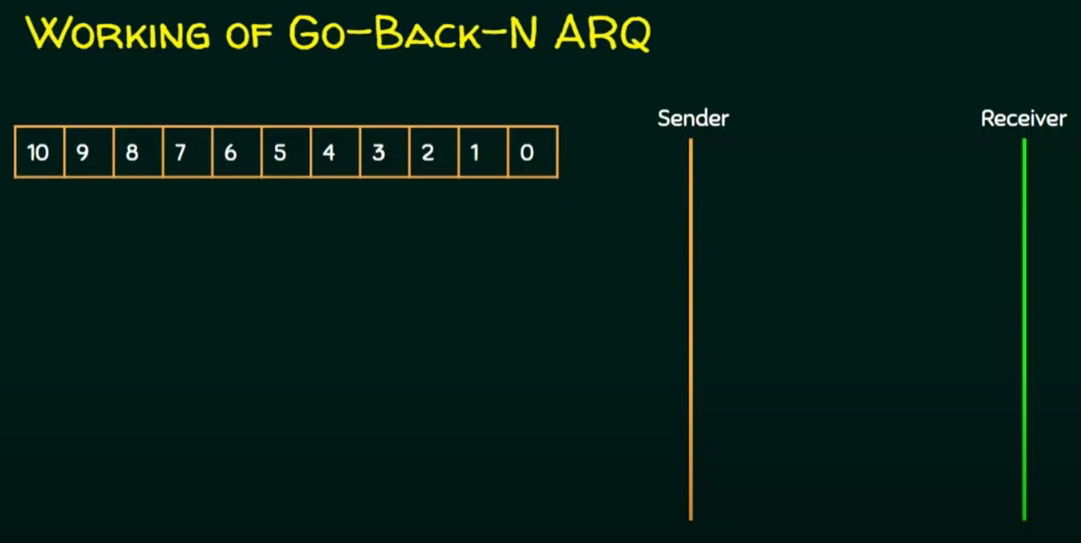 Working of Go-Back-N ARQ
Sender Receiver
10 9 8 7 6 5 4 3 2 1 0